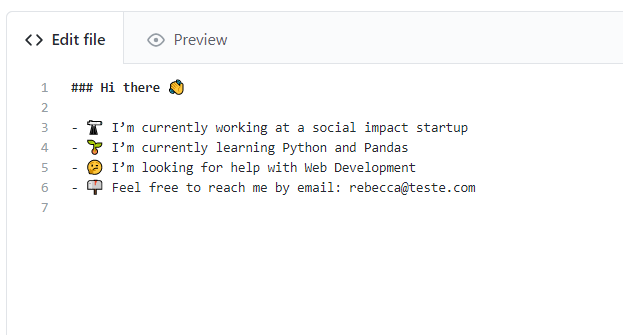 <> Edit file Preview
1 ### Hi there 👋
2
3 - 🔭 I’m currently working at a social impact startup
4 - 🌱 I’m currently learning Python and Pandas
5 - 🤔 I’m looking for help with Web Development
6 - 📫 Feel free to reach me by email: rebecca@teste.com
7